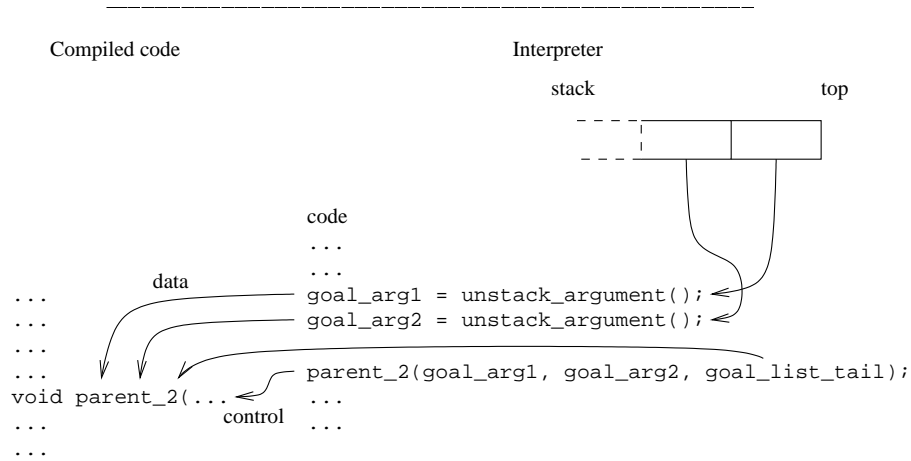 Compiled code Interpreter
stack top
code
...
...
data
... goal_arg1 = unstack_argument();
... goal_arg2 = unstack_argument();
...
... parent_2(goal_arg1, goal_arg2, goal_list_tail);
void parent_2(... ...
control
... ...
...